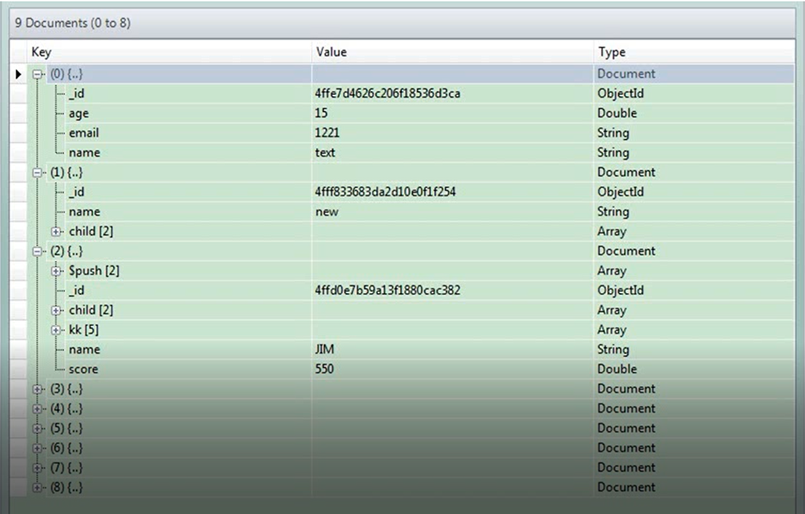 9 Documents (0 to 8)
Key Value Type
(0) {..} Document
_id 4ffe7d4626c206f18536d3ca ObjectId
age 15 Double
email 1221 String
name text String
(1) {..} Document
_id 4fff833683da2d10e0f1f254 ObjectId
name new String
child [2] Array
(2) {..} Document
$push [2] Array
_id 4ffd0e7b59a13f1880cac382 ObjectId
child [2] Array
kk [5] Array
name JIM String
score 550 Double
(3) {..} Document
(4) {..} Document
(5) {..} Document
(6) {..} Document
(7) {..} Document
(8) {..} Document